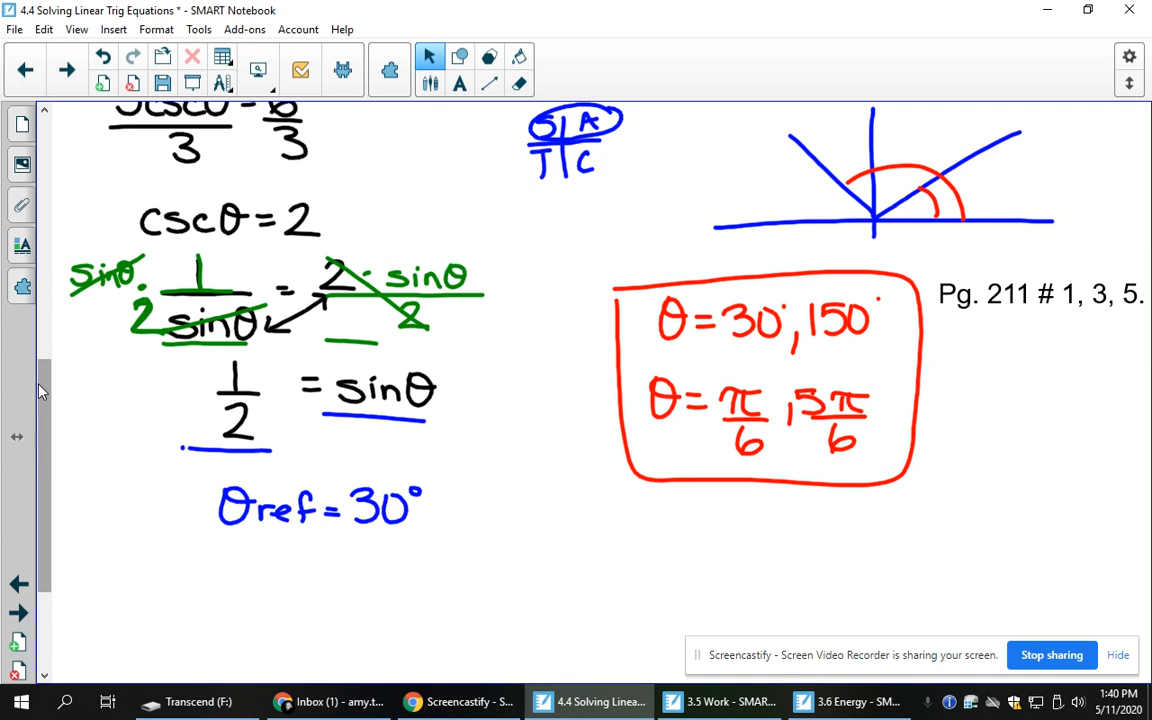 4.4 Solving Linear Trig Equations * - SMART Notebook
File Edit View Insert Format Tools Add-ons Account Help
3cscθ = 6
3 3
S A
T C
cscθ = 2
sinθ · 1 = 2 · sinθ
2 sinθ 2
1 = sinθ
2
θref = 30°
θ = 30°, 150°
θ = π , 5π
6 6
Pg. 211 # 1, 3, 5.
Screencastify - Screen Video Recorder is sharing your screen. Stop sharing Hide
Transcend (F:) Inbox (1) - amy.t... Screencastify - S... 4.4 Solving Linea... 3.5 Work - SMAR... 3.6 Energy - SM... 1:40 PM
5/11/2020